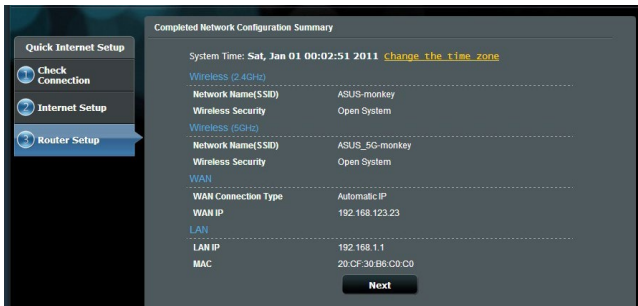 Completed Network Configuration Summary
Quick Internet Setup
1 Check
Connection
2 Internet Setup
3 Router Setup
System Time: Sat, Jan 01 00:02:51 2011 Change the time zone
Wireless (2.4GHz)
Network Name(SSID) ASUS-monkey
Wireless Security Open System
Wireless (5GHz)
Network Name(SSID) ASUS_5G-monkey
Wireless Security Open System
WAN
WAN Connection Type Automatic IP
WAN IP 192.168.123.23
LAN
LAN IP 192.168.1.1
MAC 20:CF:30:B6:C0:C0
Next